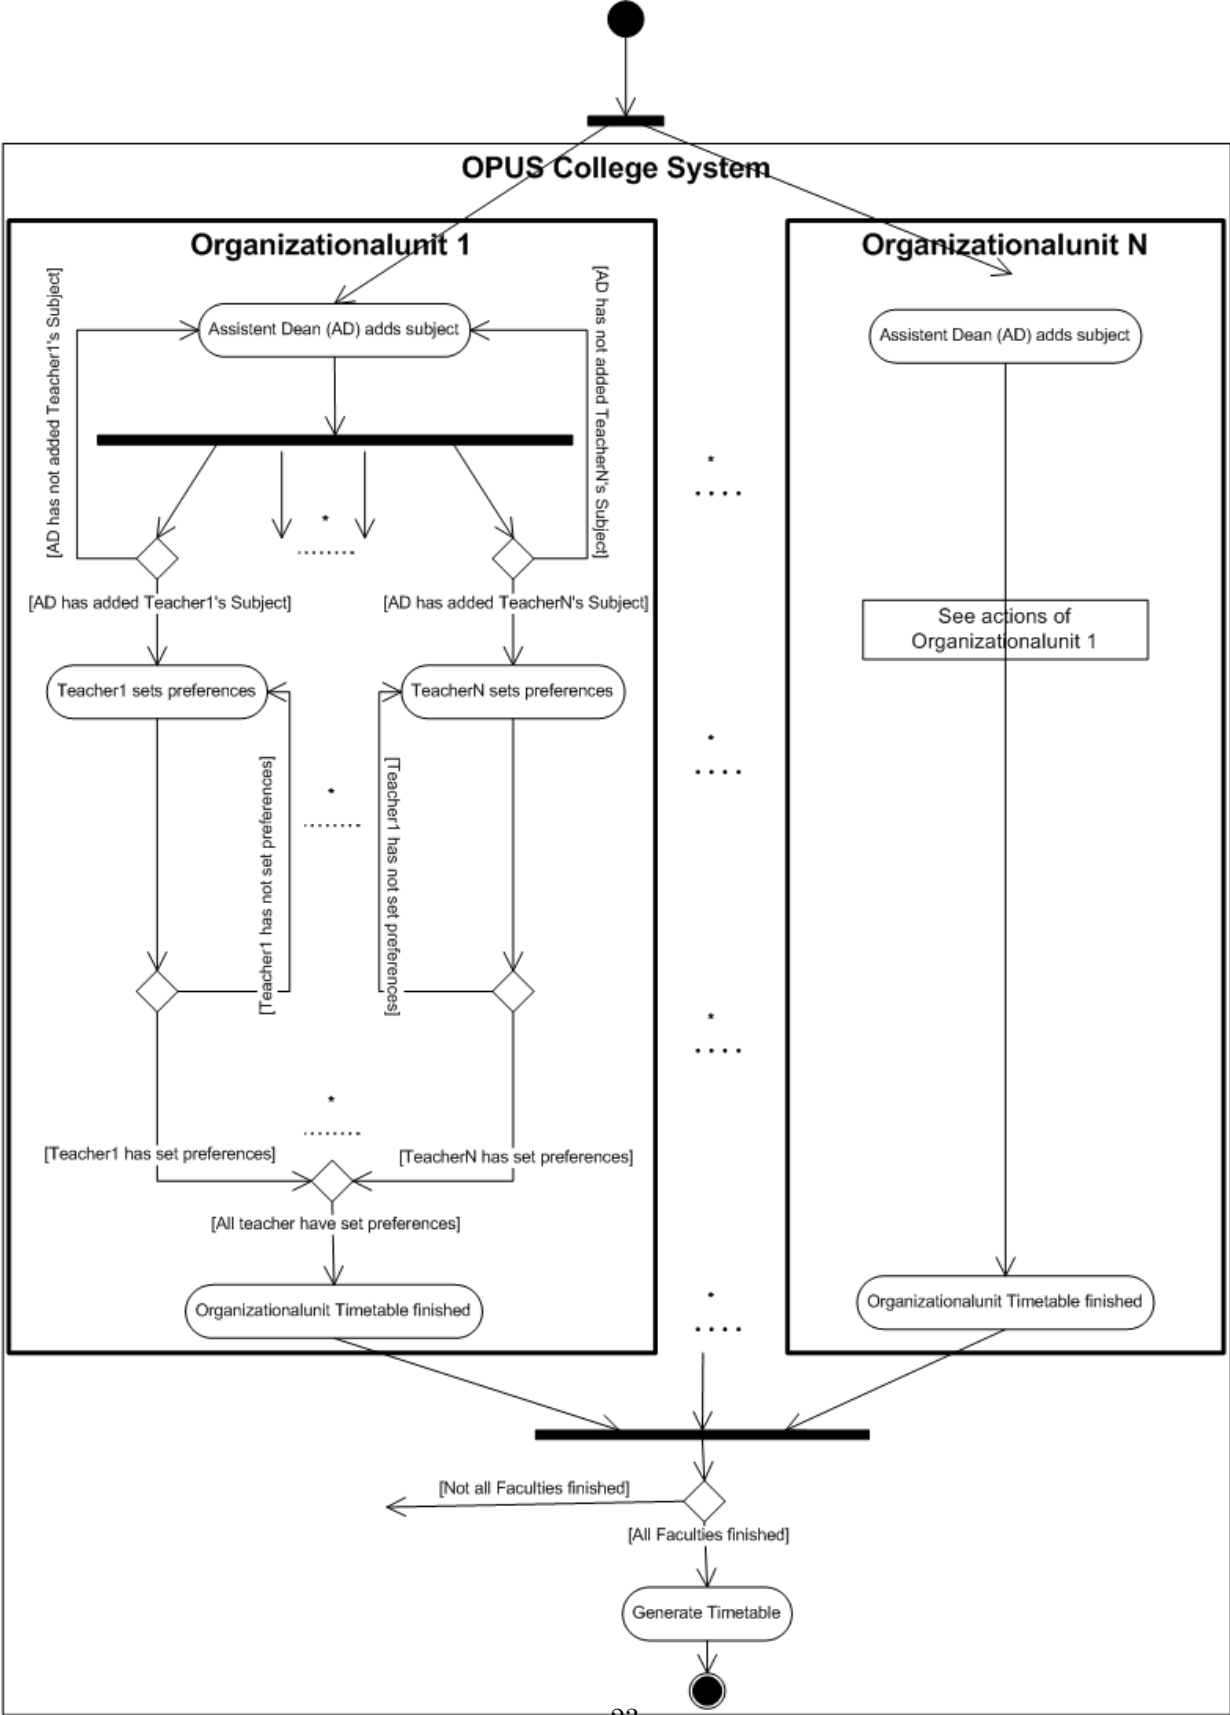 OPUS College System
Organizationalunit 1
Organizationalunit N
[AD has not added Teacher1's Subject]
[AD has not added TeacherN's Subject]
Assistent Dean (AD) adds subject
Assistent Dean (AD) adds subject
*
....
*
........
[AD has added Teacher1's Subject]
[AD has added TeacherN's Subject]
See actions of
Organizationalunit 1
Teacher1 sets preferences
TeacherN sets preferences
*
....
[Teacher1 has not set preferences]
[Teacher1 has not set preferences]
*
........
*
....
*
........
[Teacher1 has set preferences]
[TeacherN has set preferences]
[All teacher have set preferences]
Organizationalunit Timetable finished
Organizationalunit Timetable finished
*
....
[Not all Faculties finished]
[All Faculties finished]
Generate Timetable